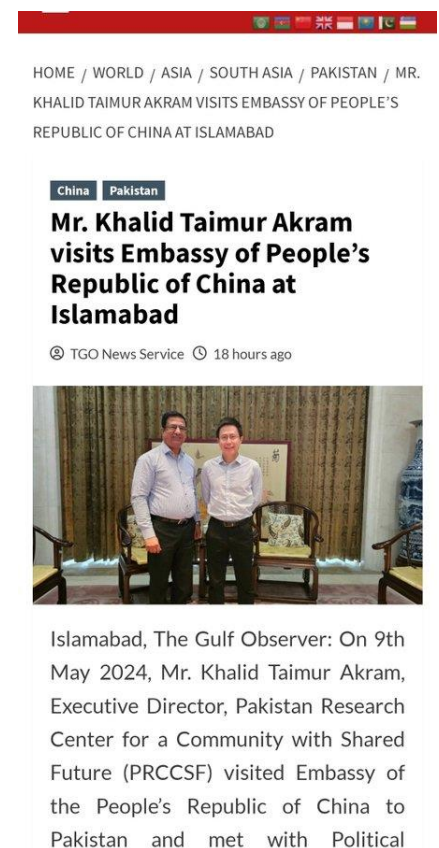 HOME / WORLD / ASIA / SOUTH ASIA / PAKISTAN / MR.
KHALID TAIMUR AKRAM VISITS EMBASSY OF PEOPLE’S
REPUBLIC OF CHINA AT ISLAMABAD
China Pakistan
Mr. Khalid Taimur Akram
visits Embassy of People’s
Republic of China at
Islamabad
TGO News Service 18 hours ago
Islamabad, The Gulf Observer: On 9th
May 2024, Mr. Khalid Taimur Akram,
Executive Director, Pakistan Research
Center for a Community with Shared
Future (PRCCSF) visited Embassy of
the People’s Republic of China to
Pakistan and met with Political